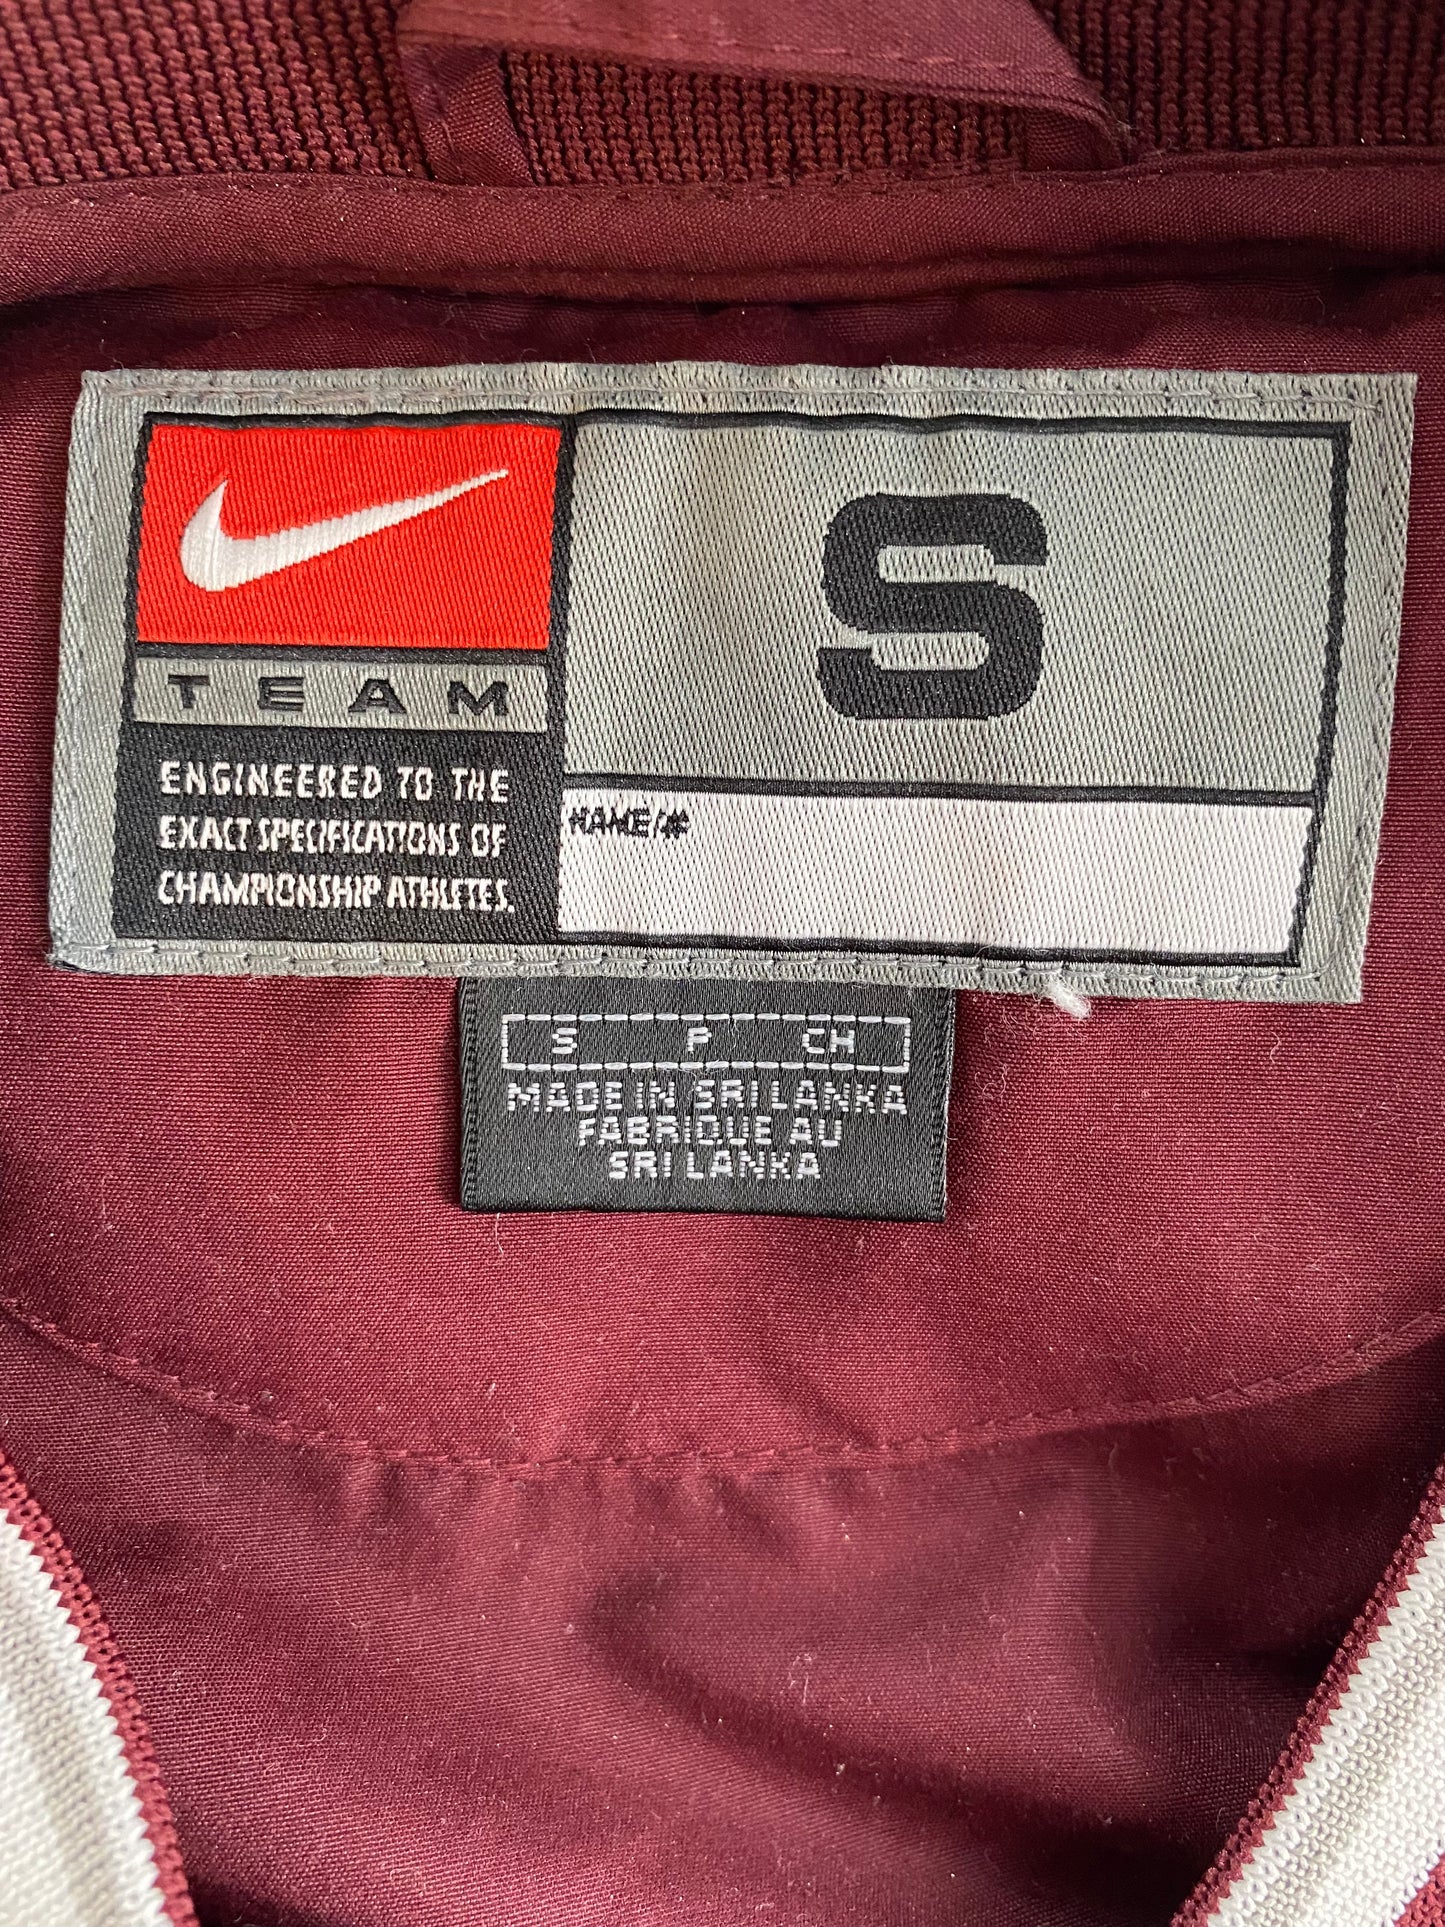 TEAM
ENGINEERED TO THE
EXACT SPECIFICATIONS OF
CHAMPIONSHIP ATHLETES.
S
NAME/#
S P CH
MADE IN SRI LANKA
FABRIQUE AU
SRI LANKA